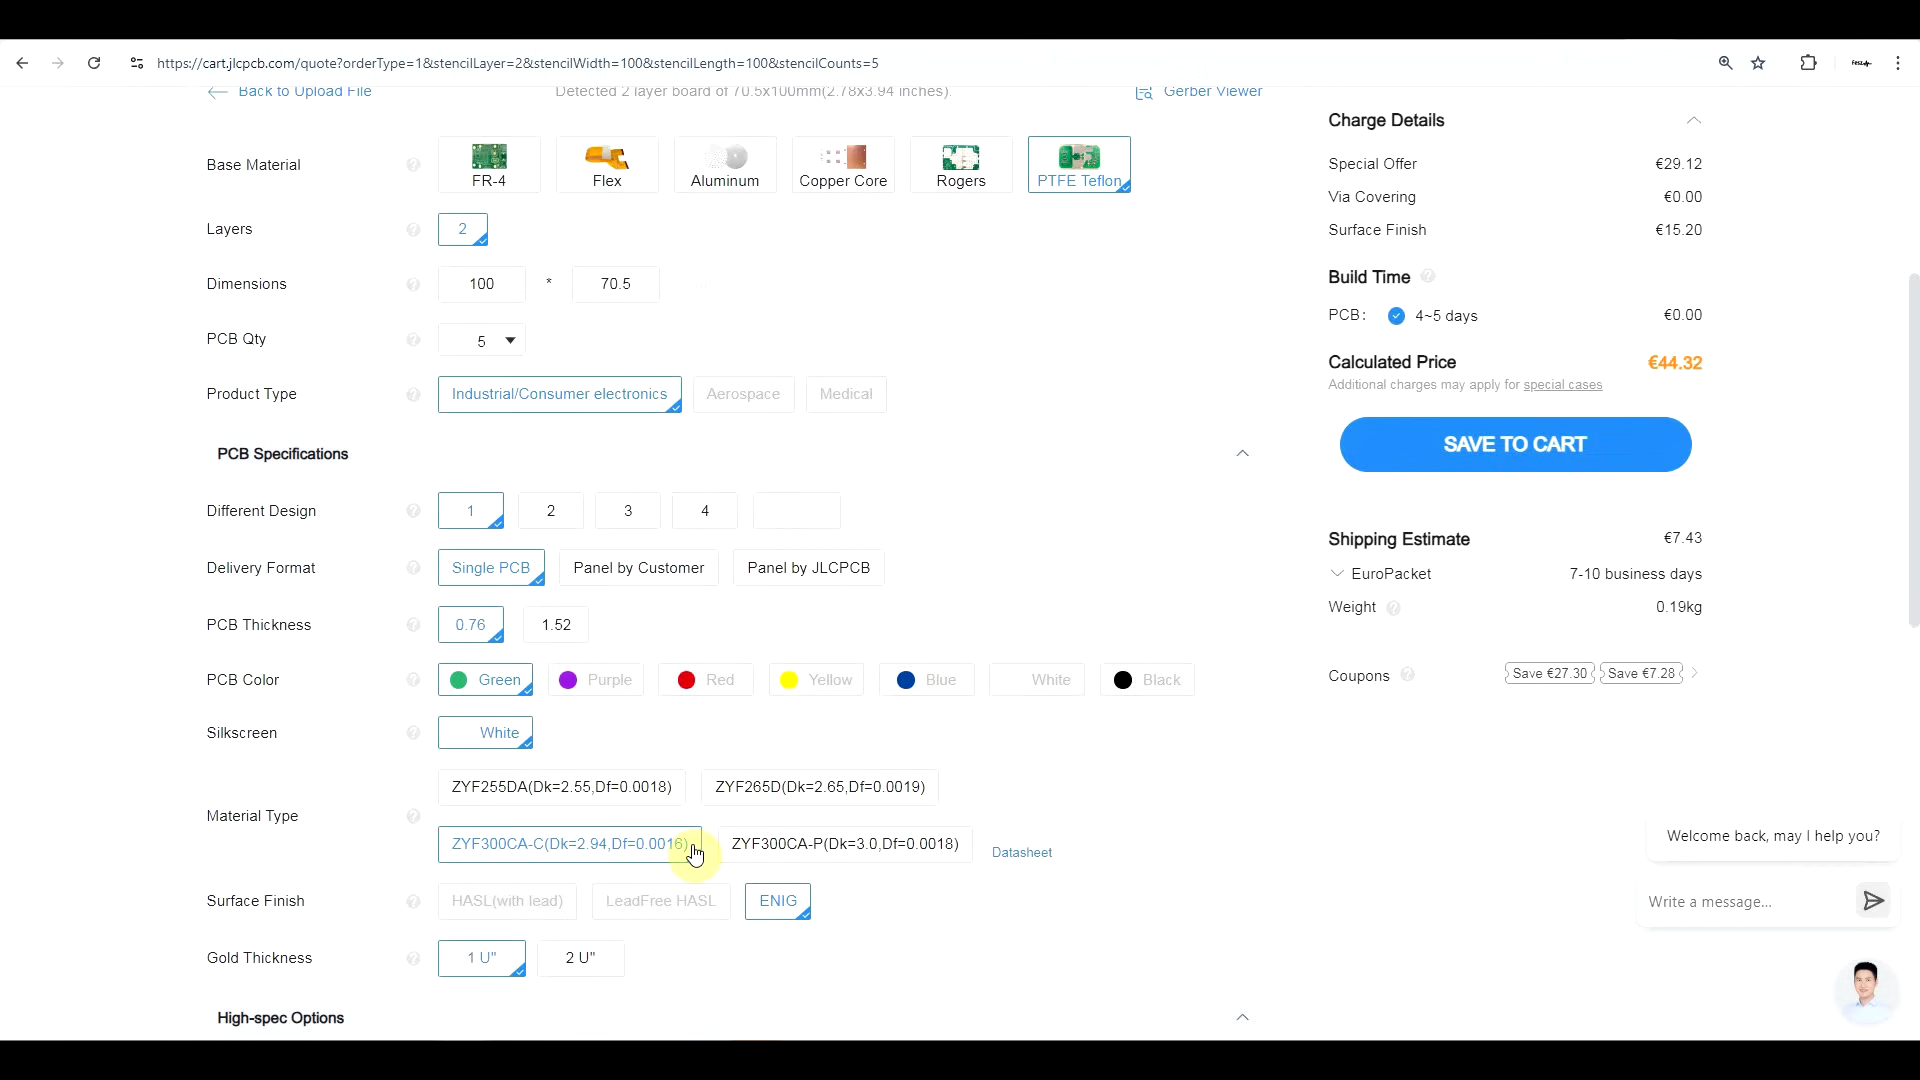 https://cart.jlcpcb.com/quote?orderType=1&stencilLayer=2&stencilWidth=100&stencilLength=100&stencilCounts=5
Back to Upload File
Detected 2 layer board of 70.5x100mm(2.78x3.94 inches).
Gerber Viewer
Base Material
FR-4
Flex
Aluminum
Copper Core
Rogers
PTFE Teflon
Layers
2
Dimensions
100 * 70.5
PCB Qty
5
Product Type
Industrial/Consumer electronics
Aerospace
Medical
PCB Specifications
Different Design
1 2 3 4
Delivery Format
Single PCB
Panel by Customer
Panel by JLCPCB
PCB Thickness
0.76 1.52
PCB Color
Green
Purple
Red
Yellow
Blue
White
Black
Silkscreen
White
Material Type
ZYF255DA(Dk=2.55,Df=0.0018)
ZYF265D(Dk=2.65,Df=0.0019)
ZYF300CA-C(Dk=2.94,Df=0.0016)
ZYF300CA-P(Dk=3.0,Df=0.0018)
Datasheet
Surface Finish
HASL(with lead)
LeadFree HASL
ENIG
Gold Thickness
1 U"
2 U"
High-spec Options
Charge Details
Special Offer €29.12
Via Covering €0.00
Surface Finish €15.20
Build Time
PCB: 4~5 days €0.00
Calculated Price €44.32
Additional charges may apply for special cases
SAVE TO CART
Shipping Estimate €7.43
EuroPacket 7-10 business days
Weight 0.19kg
Coupons
Save €27.30
Save €7.28
Welcome back, may I help you?
Write a message...